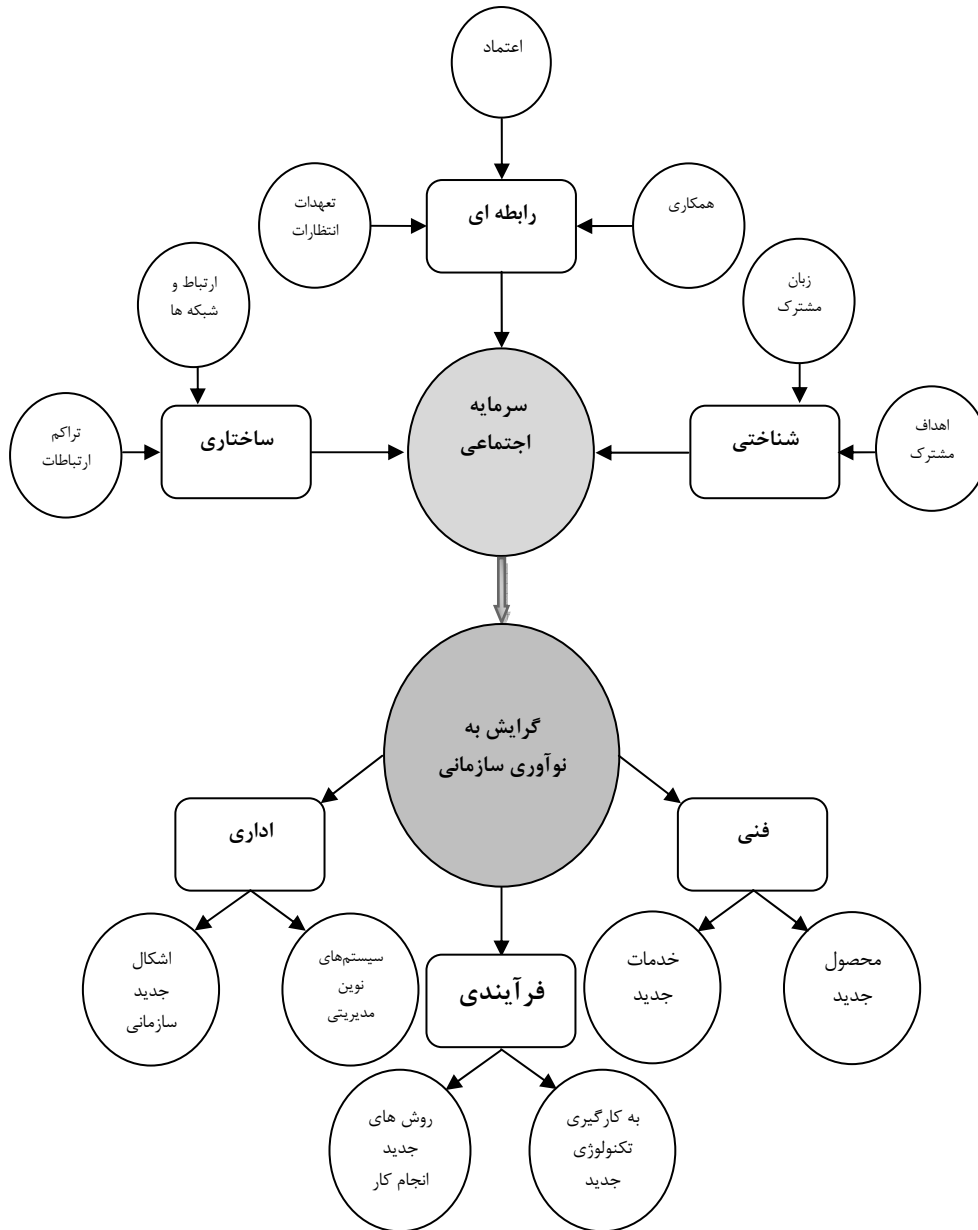 اعتماد
رابطه ای
تعهدات
انتظارات
همکاری
ارتباط و
شبکه ها
زبان
مشترک
سرمایه
اجتماعی
ساختاری
تراکم
ارتباطات
شناختی
اهداف
مشترک
گرایش به
نوآوری سازمانی
اداری
فنی
اشکال
جدید
سازمانی
سیستم‌های
نوین
مدیریتی
فرآیندی
خدمات
جدید
محصول
جدید
روش های
جدید
انجام کار
به کارگیری
تکنولوژی
جدید